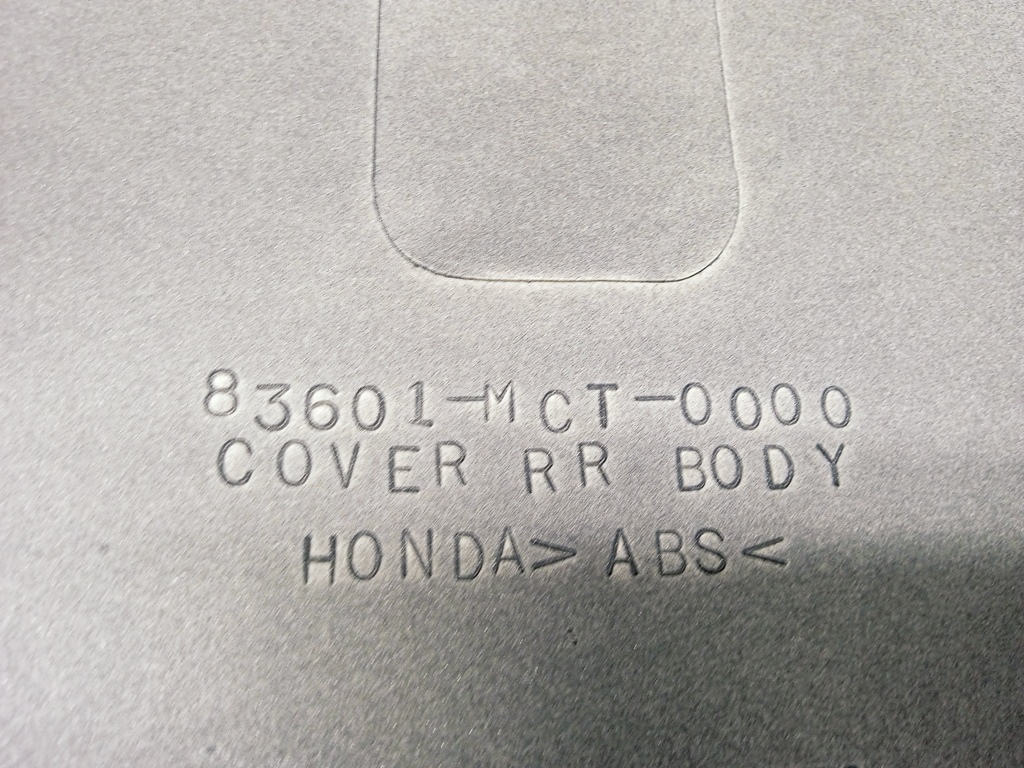 83601-MCT-0000
COVER RR BODY
HONDA> ABS<